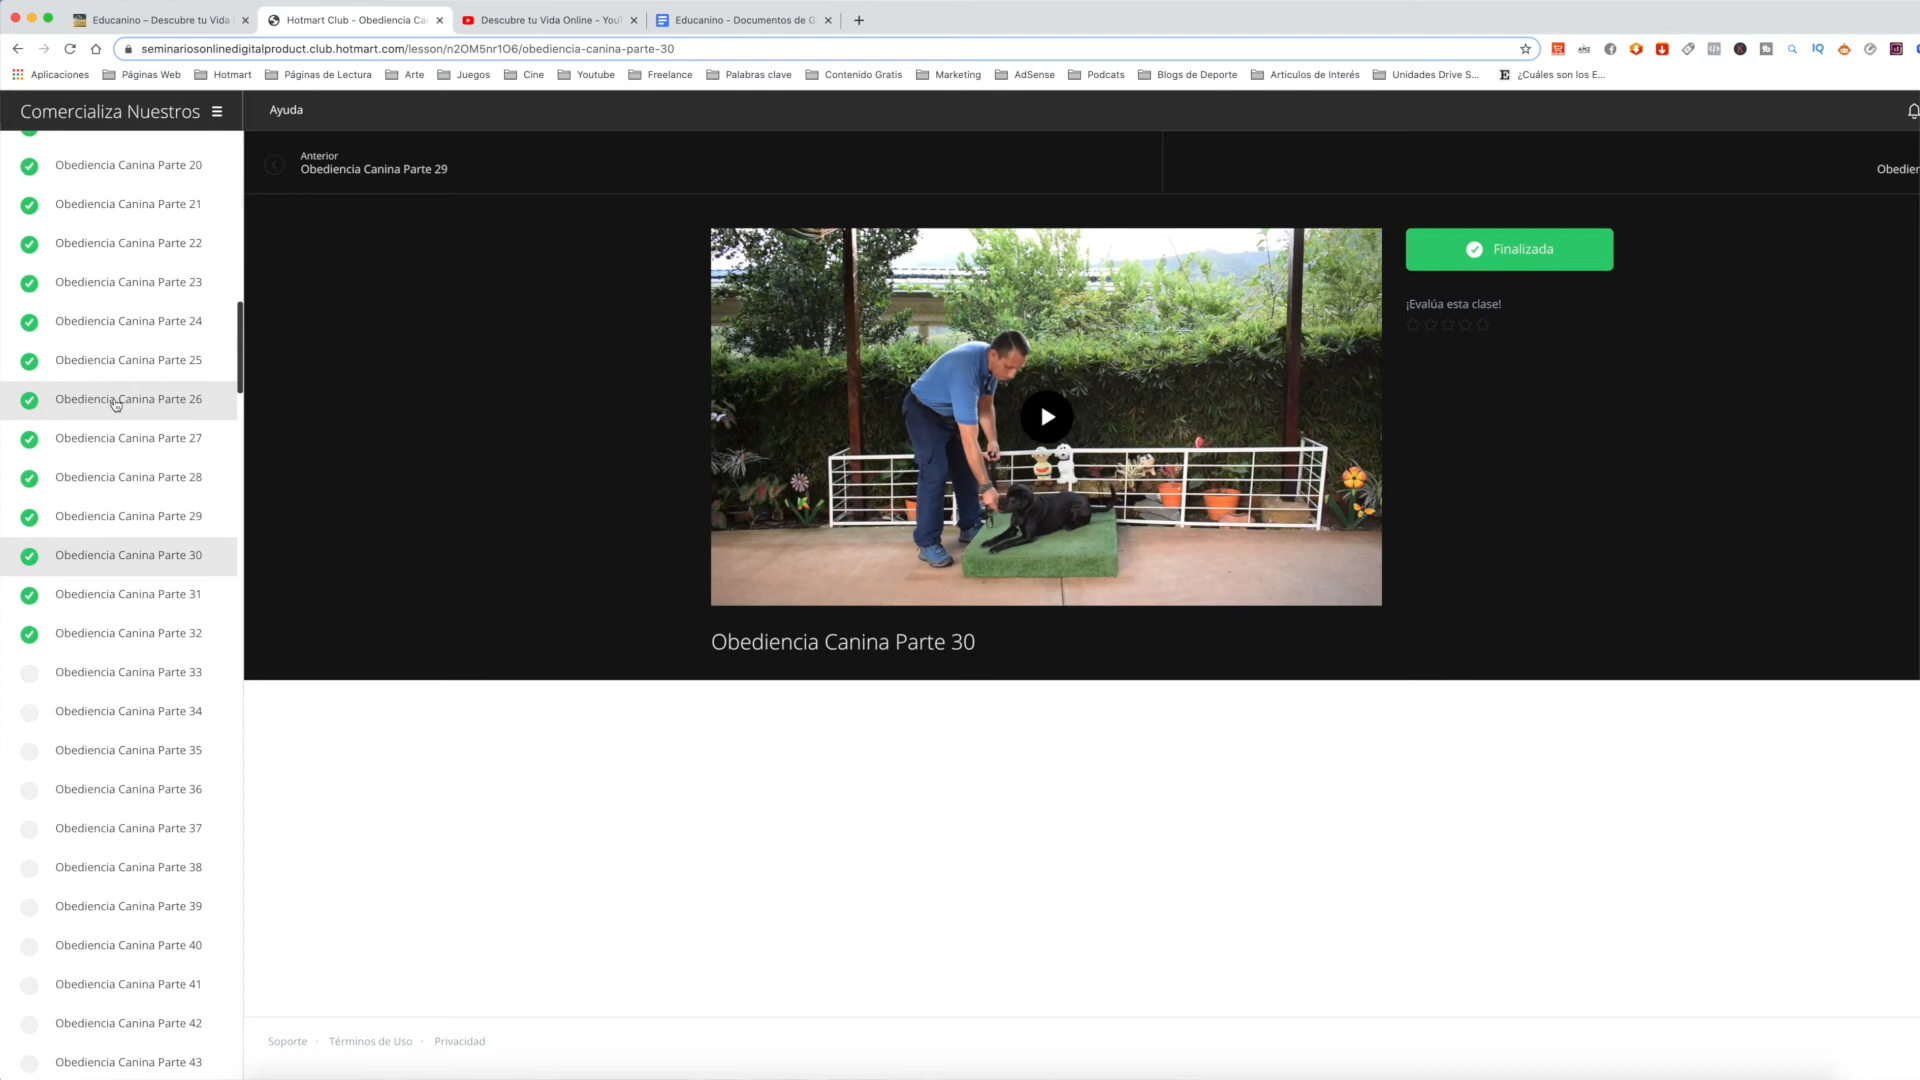 Educanino – Descubre tu Vida
Hotmart Club - Obediencia Ca
Descubre tu Vida Online - You
Educanino - Documentos de G
seminariosonlinedigitalproduct.club.hotmart.com/lesson/n2OM5nr1O6/obediencia-canina-parte-30
Aplicaciones
Páginas Web
Hotmart
Páginas de Lectura
Arte
Juegos
Cine
Youtube
Freelance
Palabras clave
Contenido Gratis
Marketing
AdSense
Podcats
Blogs de Deporte
Articulos de Interés
Unidades Drive S...
¿Cuáles son los E...
Comercializa Nuestros
Ayuda
Anterior
Obediencia Canina Parte 29
Obedien
Obediencia Canina Parte 20
Obediencia Canina Parte 21
Obediencia Canina Parte 22
Obediencia Canina Parte 23
Obediencia Canina Parte 24
Obediencia Canina Parte 25
Obediencia Canina Parte 26
Obediencia Canina Parte 27
Obediencia Canina Parte 28
Obediencia Canina Parte 29
Obediencia Canina Parte 30
Obediencia Canina Parte 31
Obediencia Canina Parte 32
Obediencia Canina Parte 33
Obediencia Canina Parte 34
Obediencia Canina Parte 35
Obediencia Canina Parte 36
Obediencia Canina Parte 37
Obediencia Canina Parte 38
Obediencia Canina Parte 39
Obediencia Canina Parte 40
Obediencia Canina Parte 41
Obediencia Canina Parte 42
Obediencia Canina Parte 43
Finalizada
¡Evalúa esta clase!
Obediencia Canina Parte 30
Soporte · Términos de Uso · Privacidad